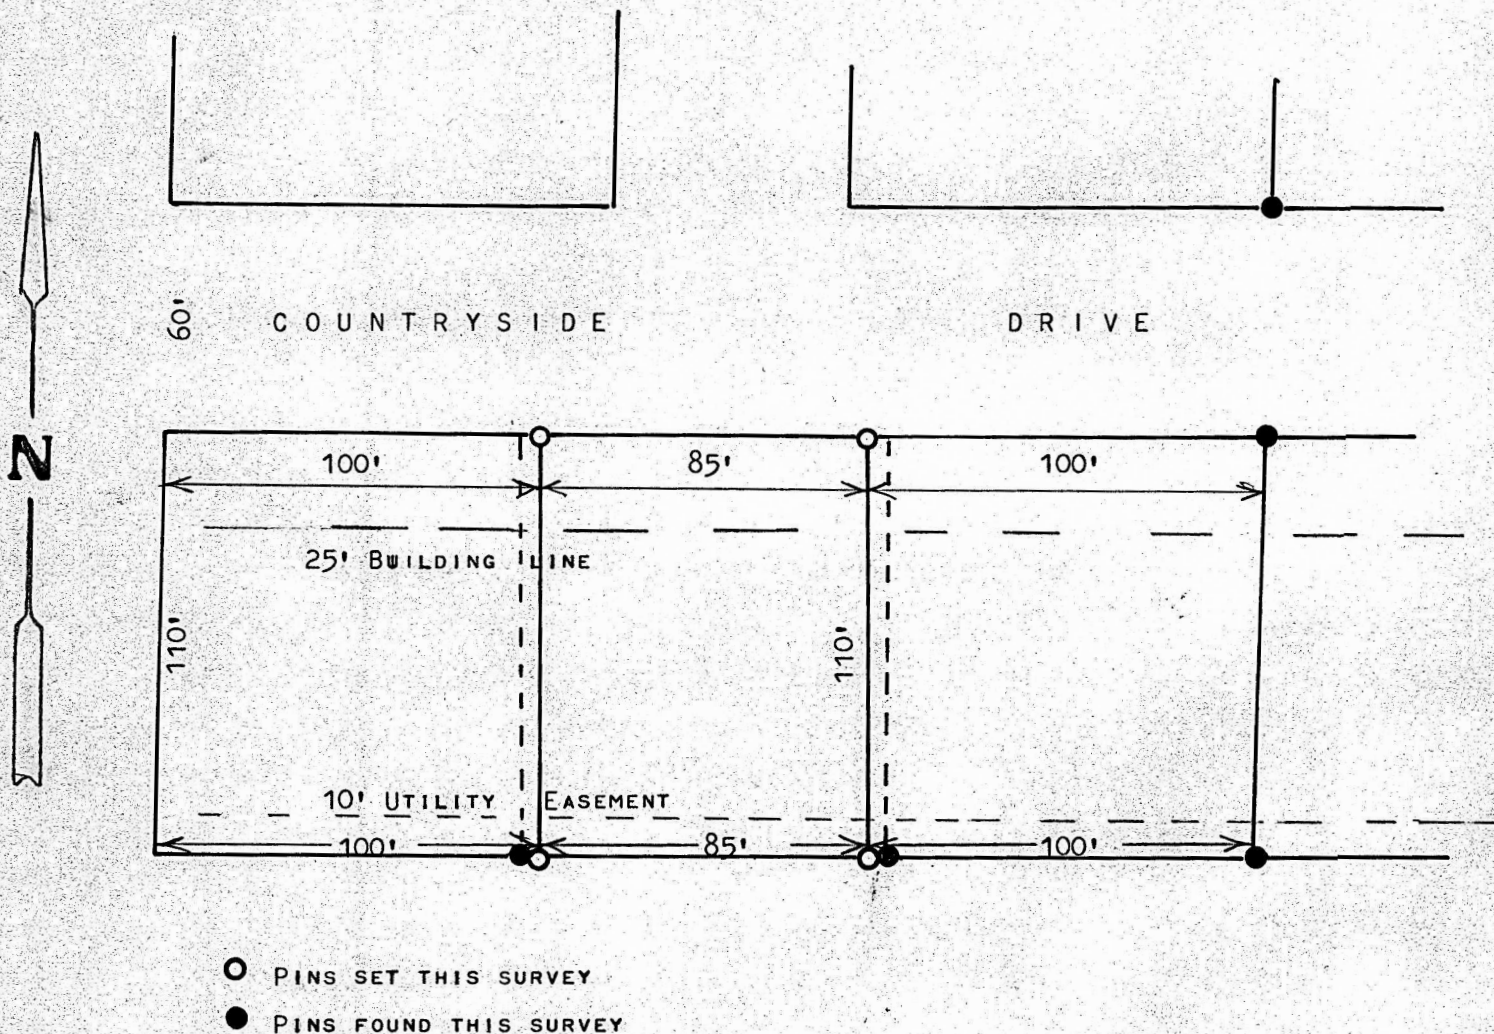 60'
COUNTRYSIDE DRIVE
N
100' 85' 100'
25' BUILDING LINE
110' 110'
10' UTILITY EASEMENT
100' 85' 100'
PINS SET THIS SURVEY
PINS FOUND THIS SURVEY